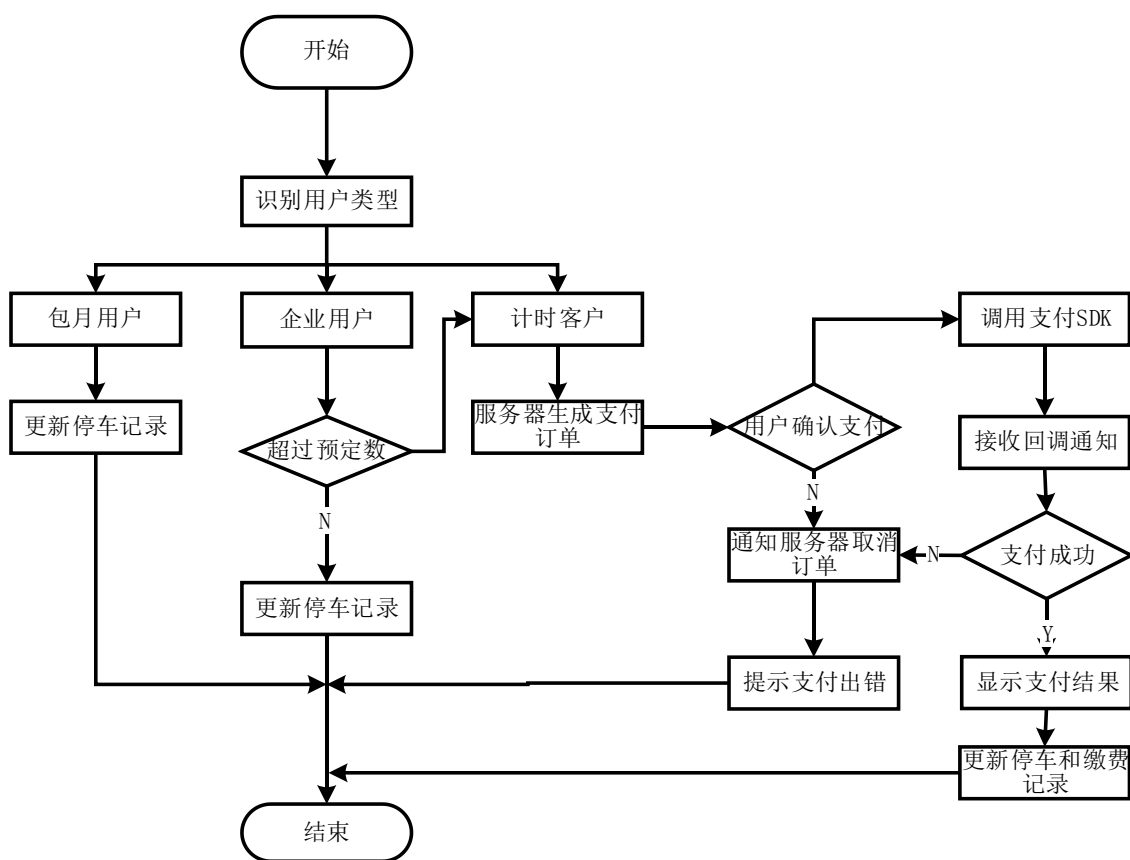 开始
识别用户类型
包月用户
企业用户
计时客户
调用支付SDK
更新停车记录
超过预定数
服务器生成支付
订单
用户确认支付
接收回调通知
N
N
通知服务器取消
订单
N
支付成功
更新停车记录
Y
提示支付出错
显示支付结果
更新停车和缴费
记录
结束